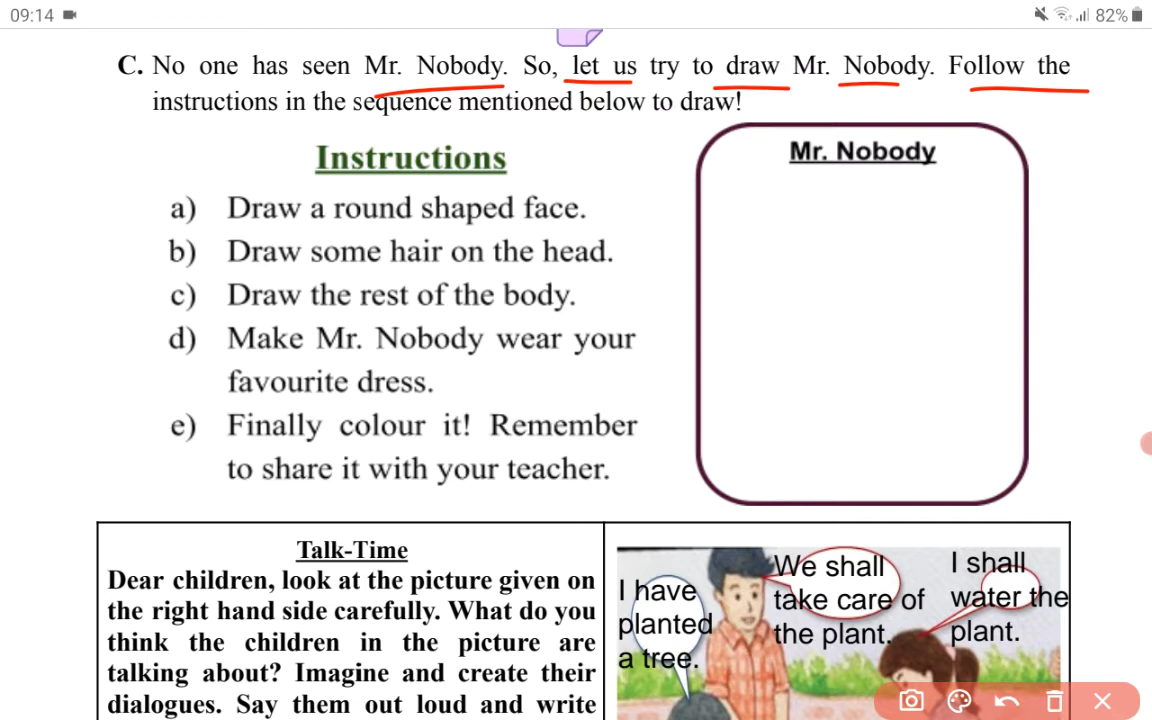 09:14
82%
C. No one has seen Mr. Nobody. So, let us try to draw Mr. Nobody. Follow the
instructions in the sequence mentioned below to draw!
Instructions
a) Draw a round shaped face.
b) Draw some hair on the head.
c) Draw the rest of the body.
d) Make Mr. Nobody wear your
favourite dress.
e) Finally colour it! Remember
to share it with your teacher.
Mr. Nobody
Talk-Time
Dear children, look at the picture given on
the right hand side carefully. What do you
think the children in the picture are
talking about? Imagine and create their
dialogues. Say them out loud and write
I have
planted
a tree.
We shall
take care of
the plant.
I shall
water the
plant.